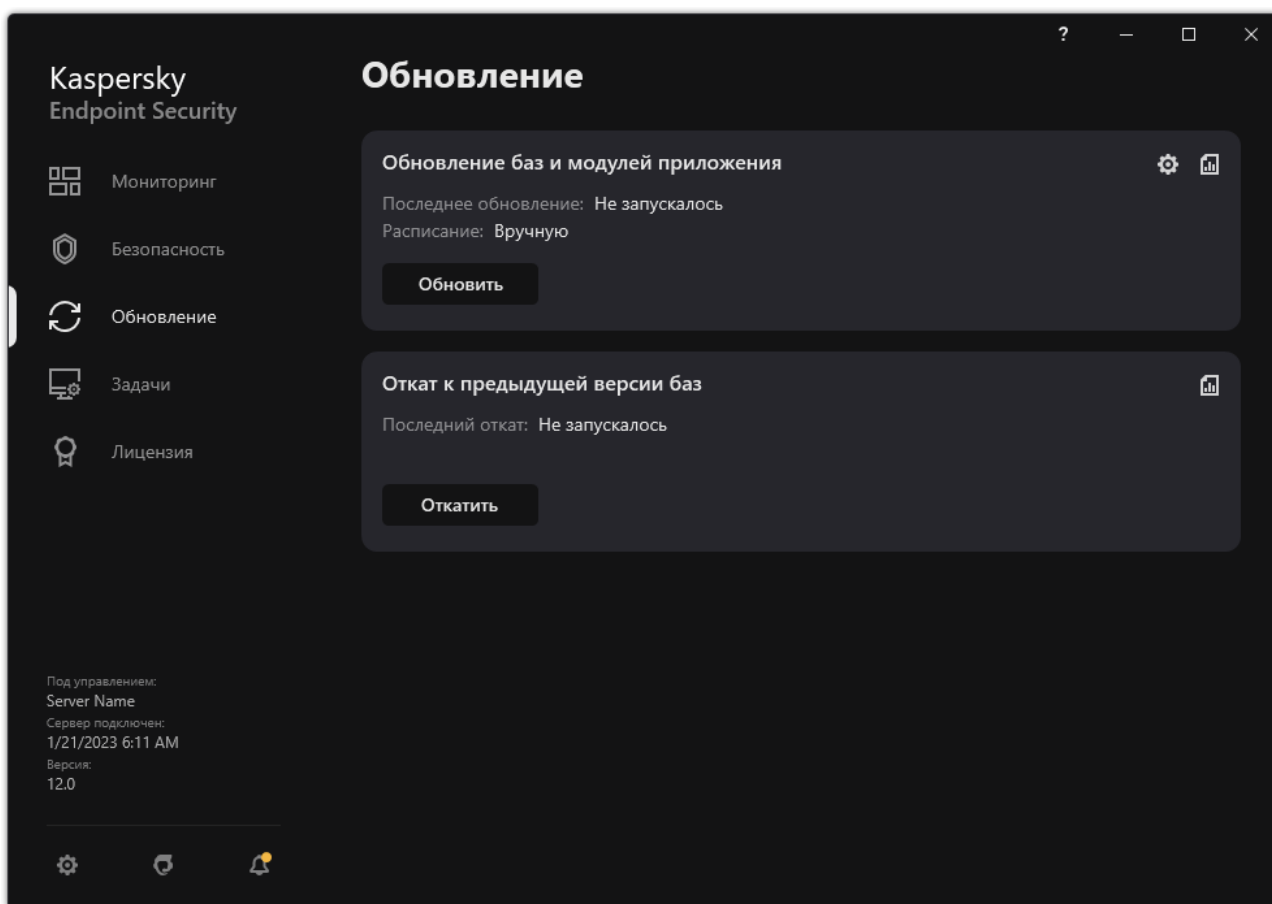 ?
Kaspersky
Endpoint Security
Мониторинг
Безопасность
Обновление
Задачи
Лицензия
Под управлением:
Server Name
Сервер подключен:
1/21/2023 6:11 AM
Версия:
12.0
Обновление
Обновление баз и модулей приложения
Последнее обновление: Не запускалось
Расписание: Вручную
Обновить
Откат к предыдущей версии баз
Последний откат: Не запускалось
Откатить